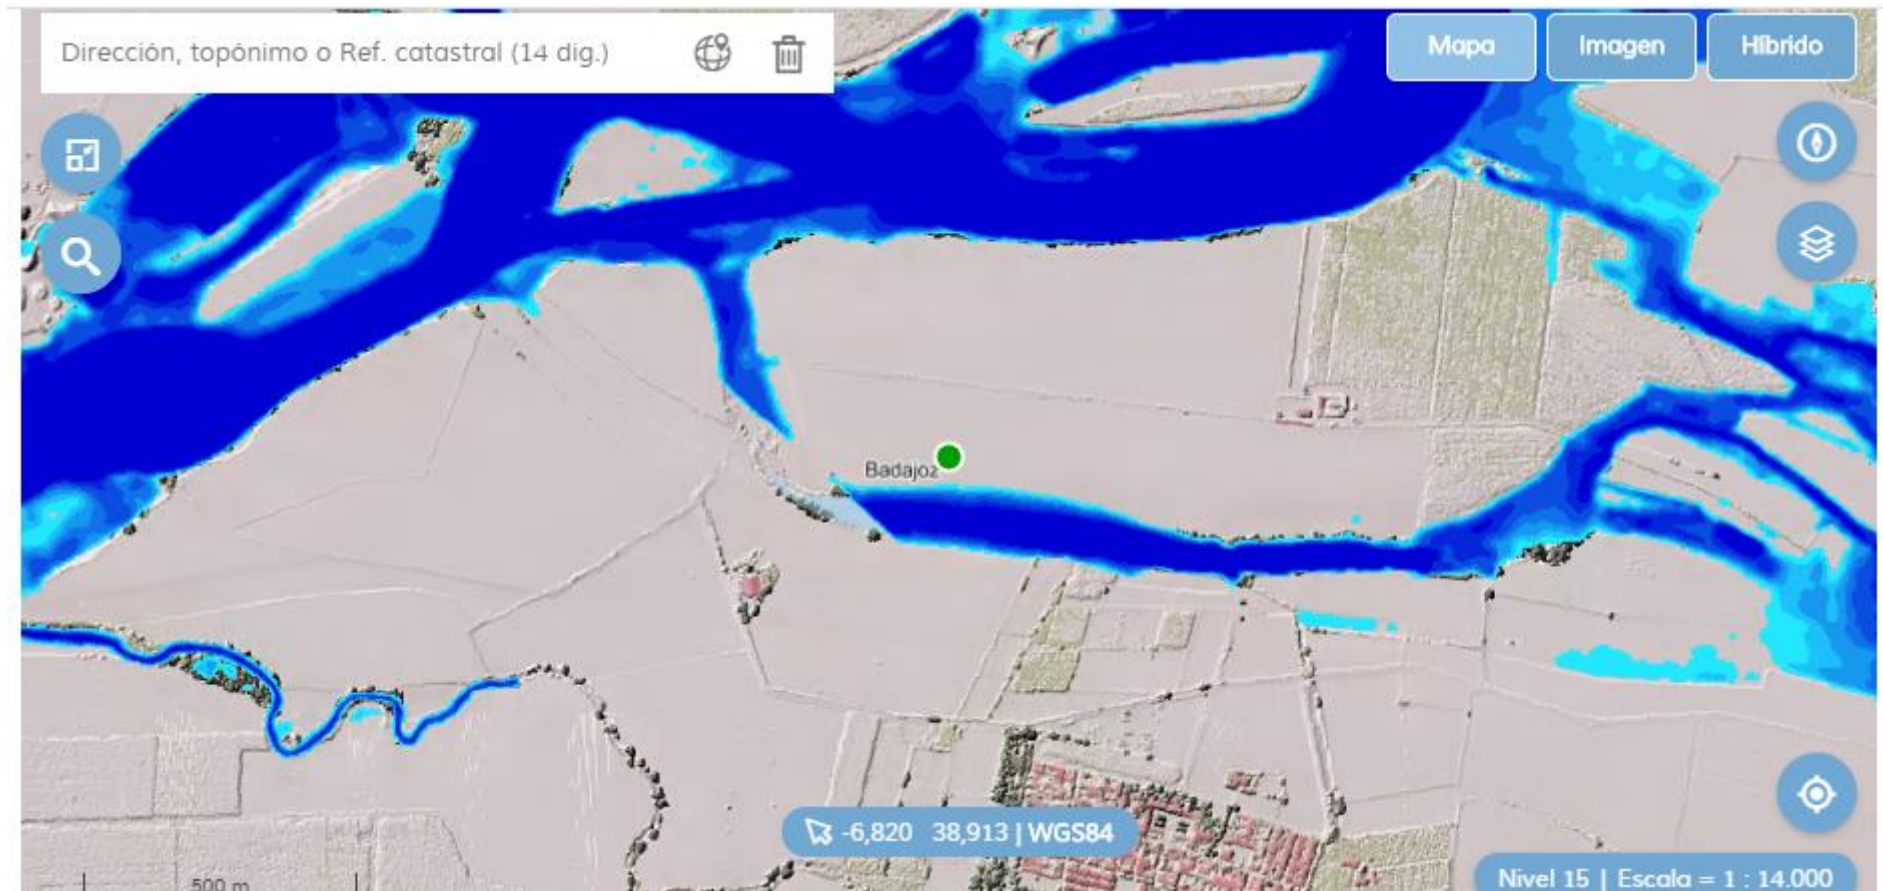 Dirección, topónimo o Ref. catastral (14 dig.)
Mapa Imagen Híbrido
Badajoz
-6,820 38,913 | WGS84
500 m
Nivel 15 | Escala = 1 : 14.000